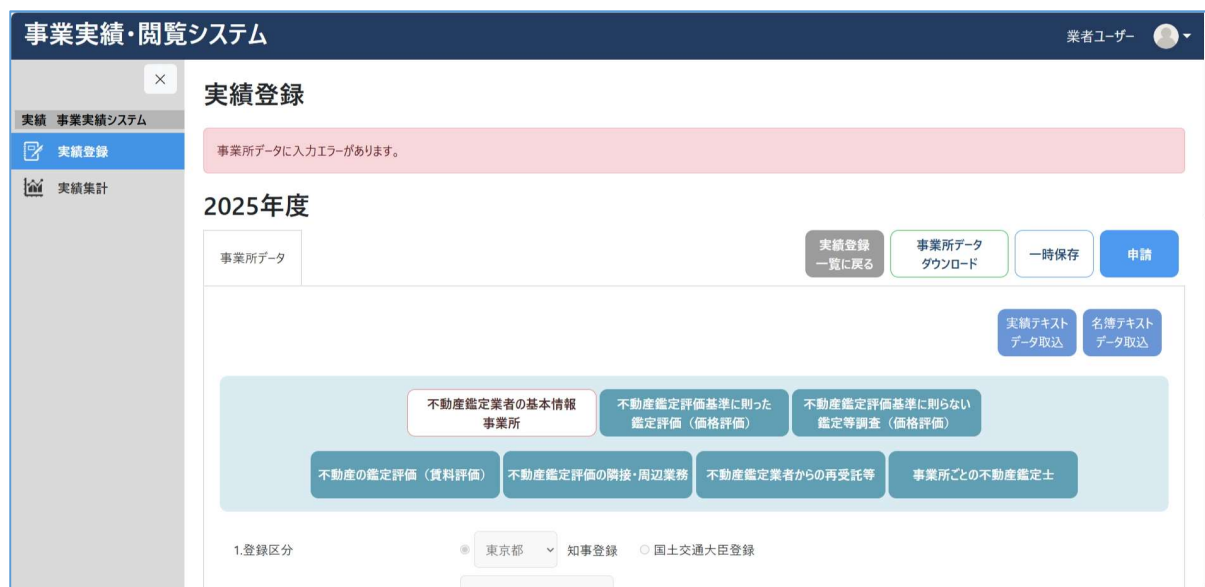 事業実績・閲覧システム
業者ユーザー
実績 事業実績システム
実績登録
実績集計
実績登録
事業所データに入力エラーがあります。
2025年度
事業所データ
実績登録
一覧に戻る
事業所データ
ダウンロード
一時保存
申請
実績テキスト
データ取込
名簿テキスト
データ取込
不動産鑑定業者の基本情報
事業所
不動産鑑定評価基準に則った
鑑定評価（価格評価）
不動産鑑定評価基準に則らない
鑑定等調査（価格評価）
不動産の鑑定評価（賃料評価）
不動産鑑定評価の隣接・周辺業務
不動産鑑定業者からの再受託等
事業所ごとの不動産鑑定士
1.登録区分
東京都
知事登録
国土交通大臣登録